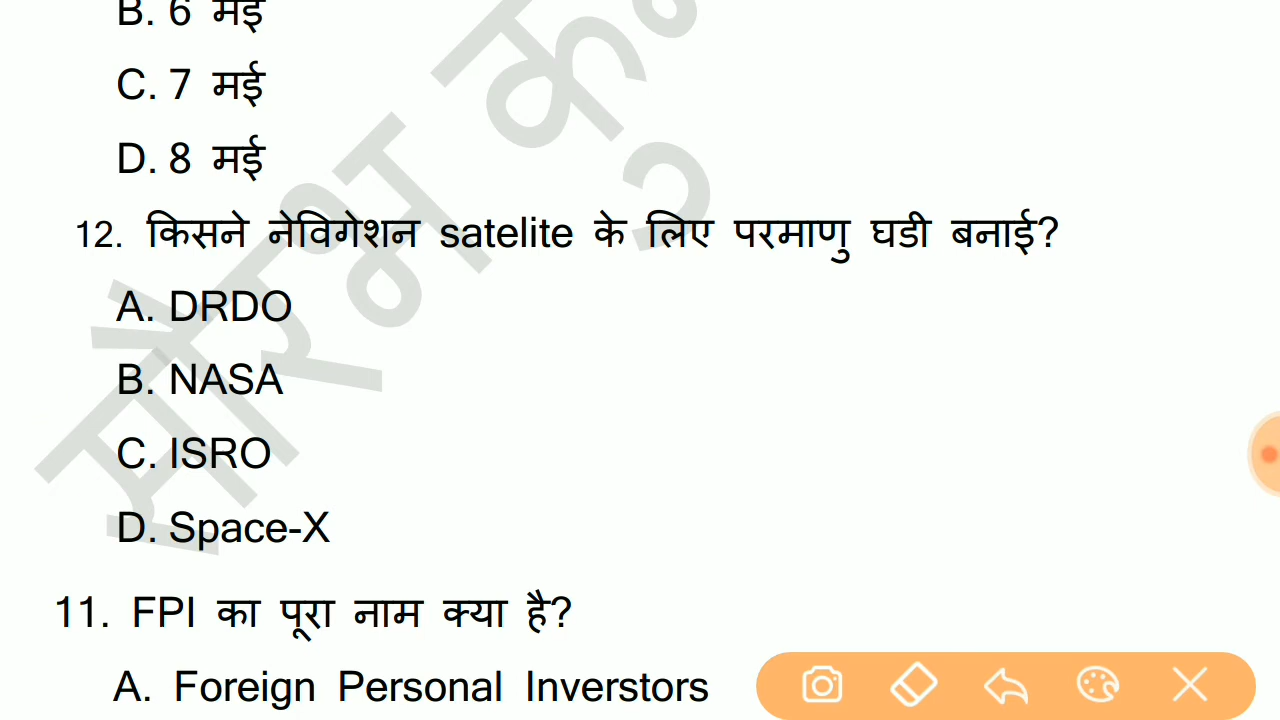 B. 6 मई
C. 7 मई
D. 8 मई
12. किसने नेविगेशन satelite के लिए परमाणु घडी बनाई?
A. DRDO
B. NASA
C. ISRO
D. Space-X
11. FPI का पूरा नाम क्या है?
A. Foreign Personal Inverstors